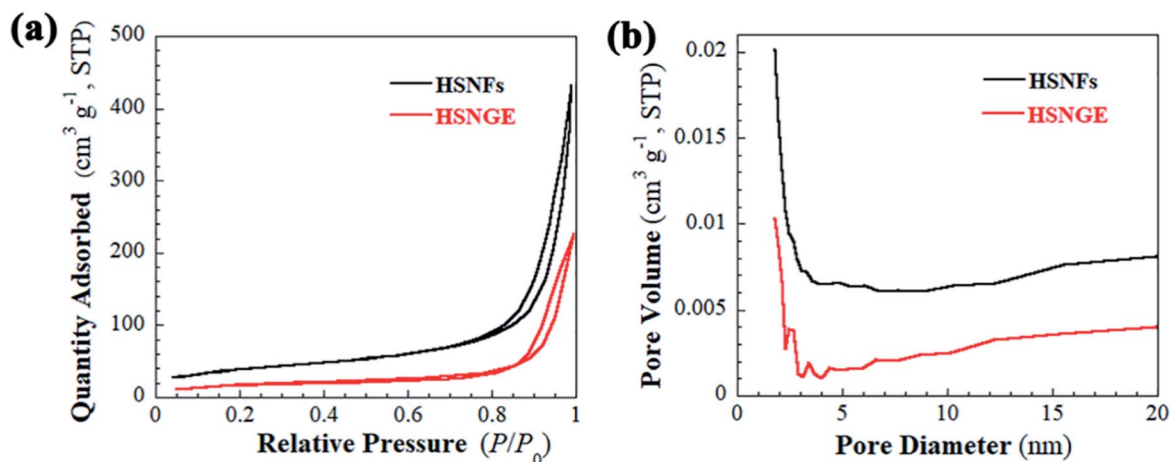 (a)
Quantity Adsorbed (cm³ g⁻¹, STP)
500
400
300
200
100
0
HSNFs
HSNGE
0 0.2 0.4 0.6 0.8 1
Relative Pressure (P/P₀)
(b)
Pore Volume (cm³ g⁻¹, STP)
0.02
0.015
0.01
0.005
0
HSNFs
HSNGE
0 5 10 15 20
Pore Diameter (nm)